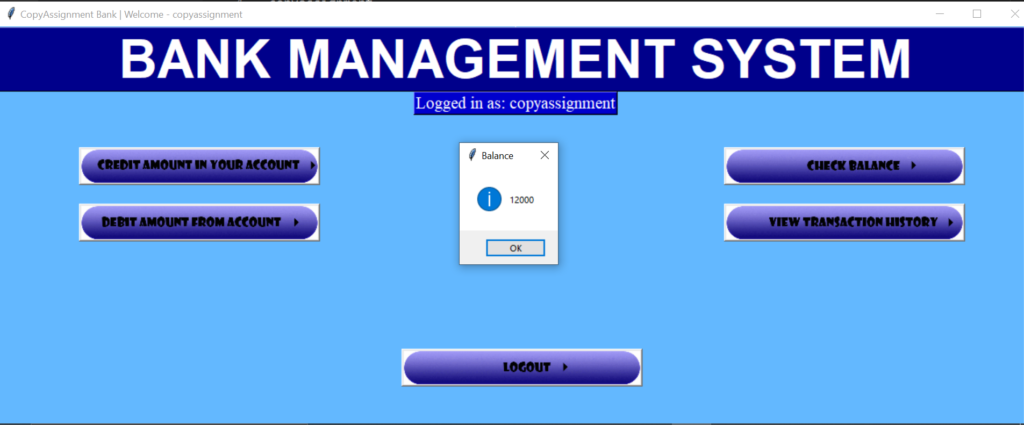 CopyAssignment Bank | Welcome - copyassignment
BANK MANAGEMENT SYSTEM
Logged in as: copyassignment
CREDIT AMOUNT IN YOUR ACCOUNT
DEBIT AMOUNT FROM ACCOUNT
Balance
12000
OK
CHECK BALANCE
VIEW TRANSACTION HISTORY
LOGOUT